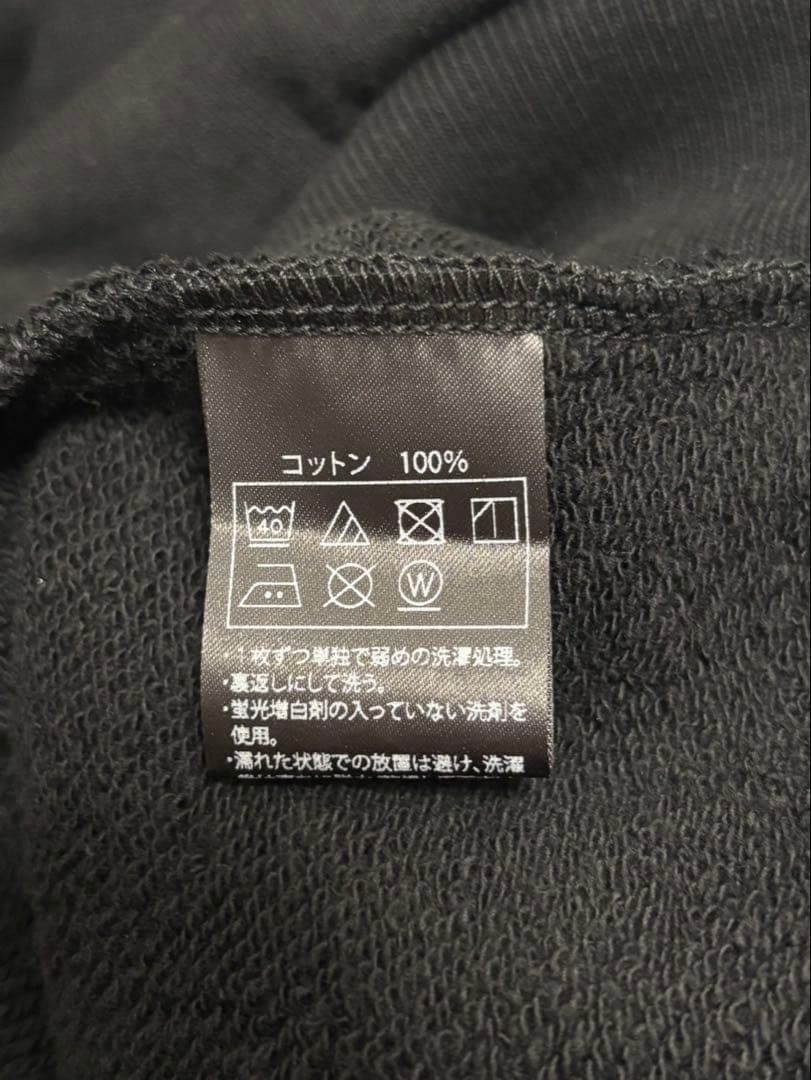 コットン 100%
40
W
・1枚ずつ単独で弱めの洗濯処理。
・裏返しにして洗う。
・蛍光増白剤の入っていない洗剤を
使用。
・濡れた状態での放置は避け、洗濯